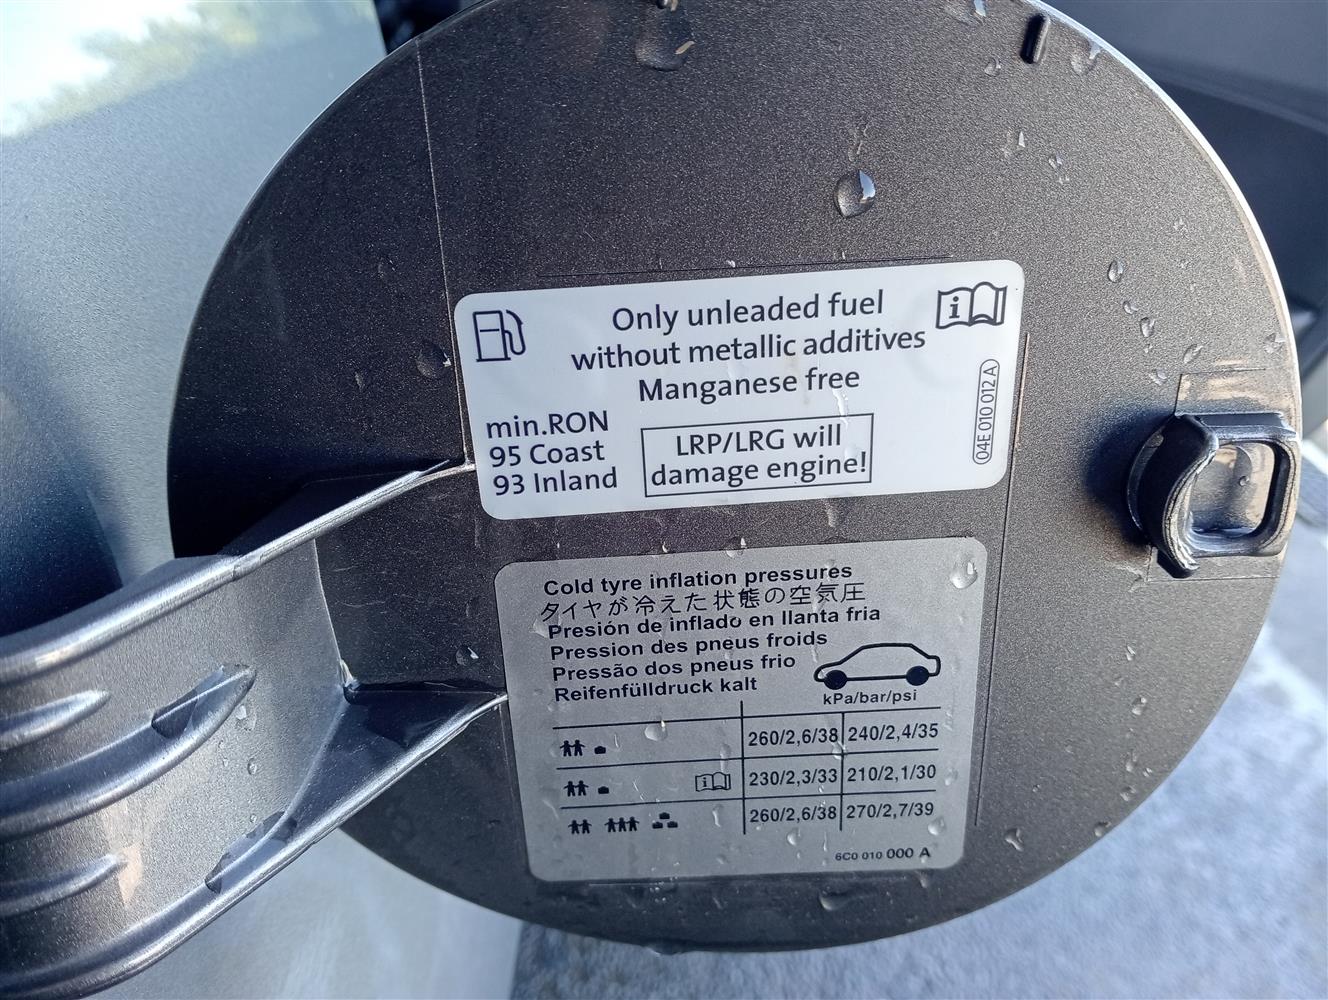 Only unleaded fuel
without metallic additives
Manganese free
min.RON
95 Coast
93 Inland
LRP/LRG will
damage engine!
04E 010 012 A
Cold tyre inflation pressures
タイヤが冷えた状態の空気圧
Presión de inflado en llanta fria
Pression des pneus froids
Pressão dos pneus frio
Reifenfülldruck kalt
kPa/bar/psi
260/2,6/38 240/2,4/35
230/2,3/33 210/2,1/30
260/2,6/38 270/2,7/39
6C0 010 000 A